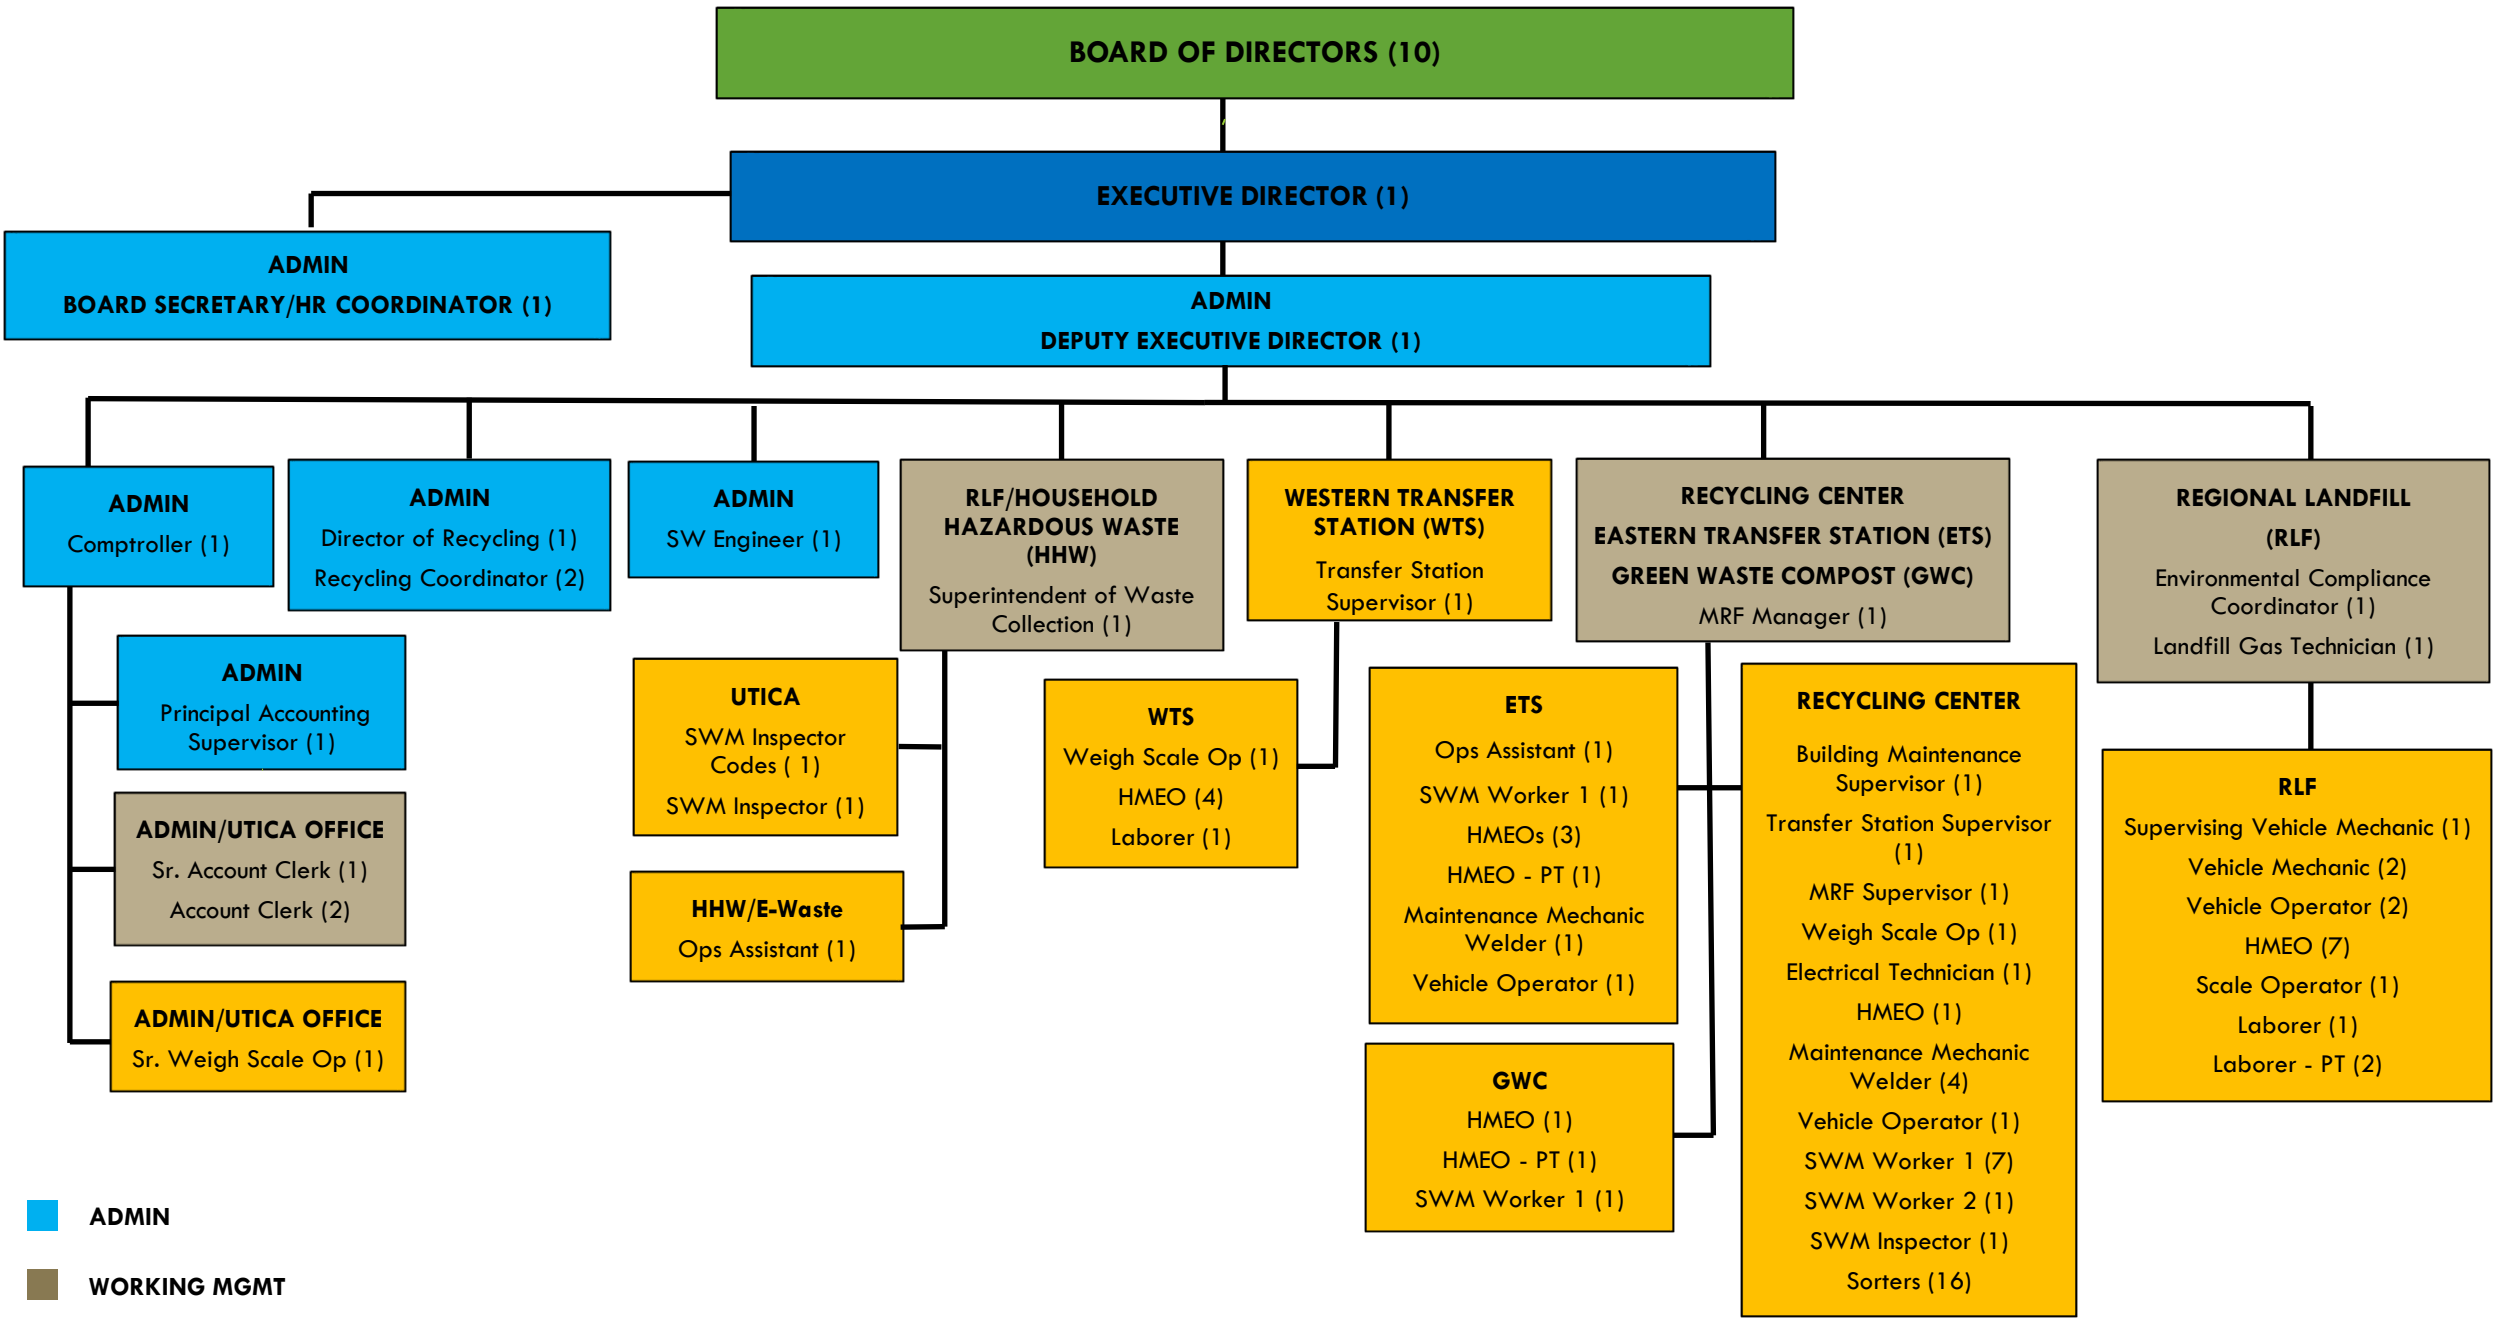 BOARD OF DIRECTORS (10)
EXECUTIVE DIRECTOR (1)
ADMIN
BOARD SECRETARY/HR COORDINATOR (1)
ADMIN
DEPUTY EXECUTIVE DIRECTOR (1)
ADMIN
Comptroller (1)
ADMIN
Director of Recycling (1)
Recycling Coordinator (2)
ADMIN
SW Engineer (1)
RLF/HOUSEHOLD
HAZARDOUS WASTE
(HHW)
Superintendent of Waste
Collection (1)
WESTERN TRANSFER
STATION (WTS)
Transfer Station
Supervisor (1)
RECYCLING CENTER
EASTERN TRANSFER STATION (ETS)
GREEN WASTE COMPOST (GWC)
MRF Manager (1)
REGIONAL LANDFILL
(RLF)
Environmental Compliance
Coordinator (1)
Landfill Gas Technician (1)
ADMIN
Principal Accounting
Supervisor (1)
ADMIN/UTICA OFFICE
Sr. Account Clerk (1)
Account Clerk (2)
ADMIN/UTICA OFFICE
Sr. Weigh Scale Op (1)
UTICA
SWM Inspector
Codes ( 1)
SWM Inspector (1)
HHW/E-Waste
Ops Assistant (1)
WTS
Weigh Scale Op (1)
HMEO (4)
Laborer (1)
ETS
Ops Assistant (1)
SWM Worker 1 (1)
HMEOs (3)
HMEO - PT (1)
Maintenance Mechanic
Welder (1)
Vehicle Operator (1)
GWC
HMEO (1)
HMEO - PT (1)
SWM Worker 1 (1)
RECYCLING CENTER
Building Maintenance
Supervisor (1)
Transfer Station Supervisor
(1)
MRF Supervisor (1)
Weigh Scale Op (1)
Electrical Technician (1)
HMEO (1)
Maintenance Mechanic
Welder (4)
Vehicle Operator (1)
SWM Worker 1 (7)
SWM Worker 2 (1)
SWM Inspector (1)
Sorters (16)
RLF
Supervising Vehicle Mechanic (1)
Vehicle Mechanic (2)
Vehicle Operator (2)
HMEO (7)
Scale Operator (1)
Laborer (1)
Laborer - PT (2)
ADMIN
WORKING MGMT